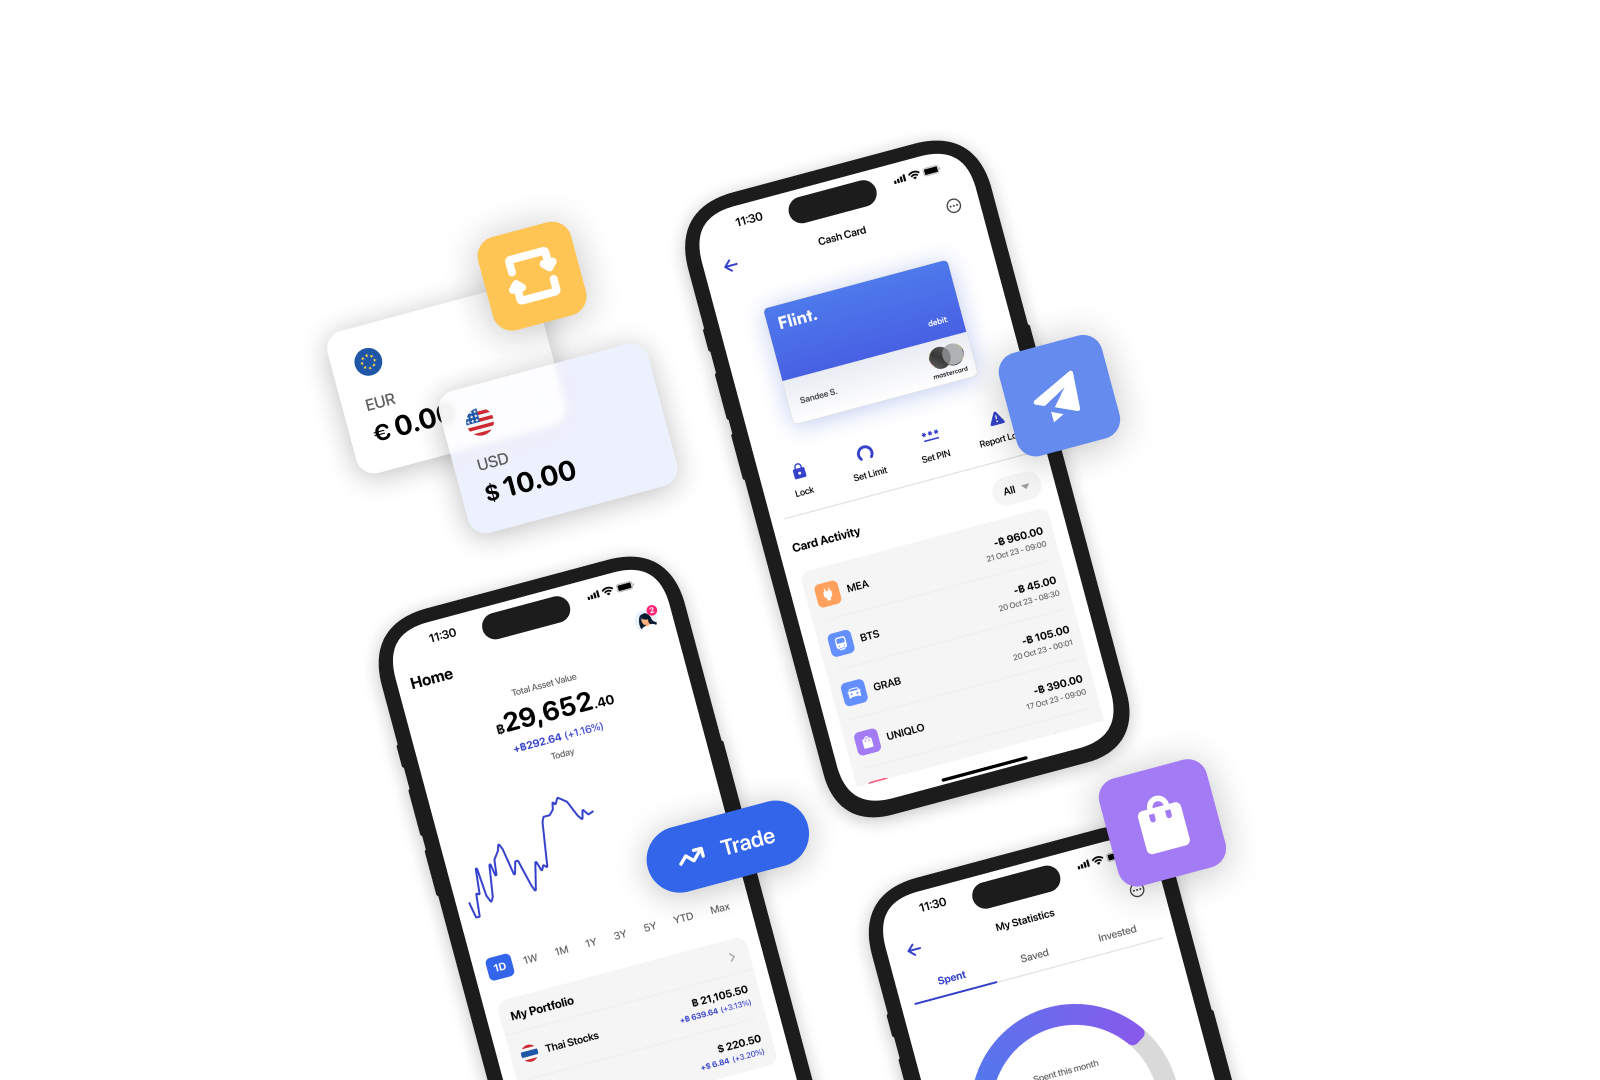 EUR
€ 0.00
USD
$ 10.00
11:30
Cash Card
Flint.
debit
Sandee S.
mastercard
Lock
Set Limit
Set PIN
Report
Card Activity
All
MEA
-฿ 960.00
21 Oct 23 - 09:00
BTS
-฿ 45.00
20 Oct 23 - 08:30
GRAB
-฿ 105.00
20 Oct 23 - 00:01
UNIQLO
-฿ 390.00
17 Oct 23 - 09:00
11:30
2
Home
Total Asset Value
฿29,652.40
+฿292.64 (+1.16%)
Today
Trade
1D 1W 1M 1Y 3Y 5Y YTD Max
My Portfolio
Thai Stocks
฿ 21,105.50
+฿ 639.64 (+3.13%)
$ 220.50
+$ 6.84 (+3.20%)
11:30
My Statistics
Spent
Saved
Invested
Spent this month